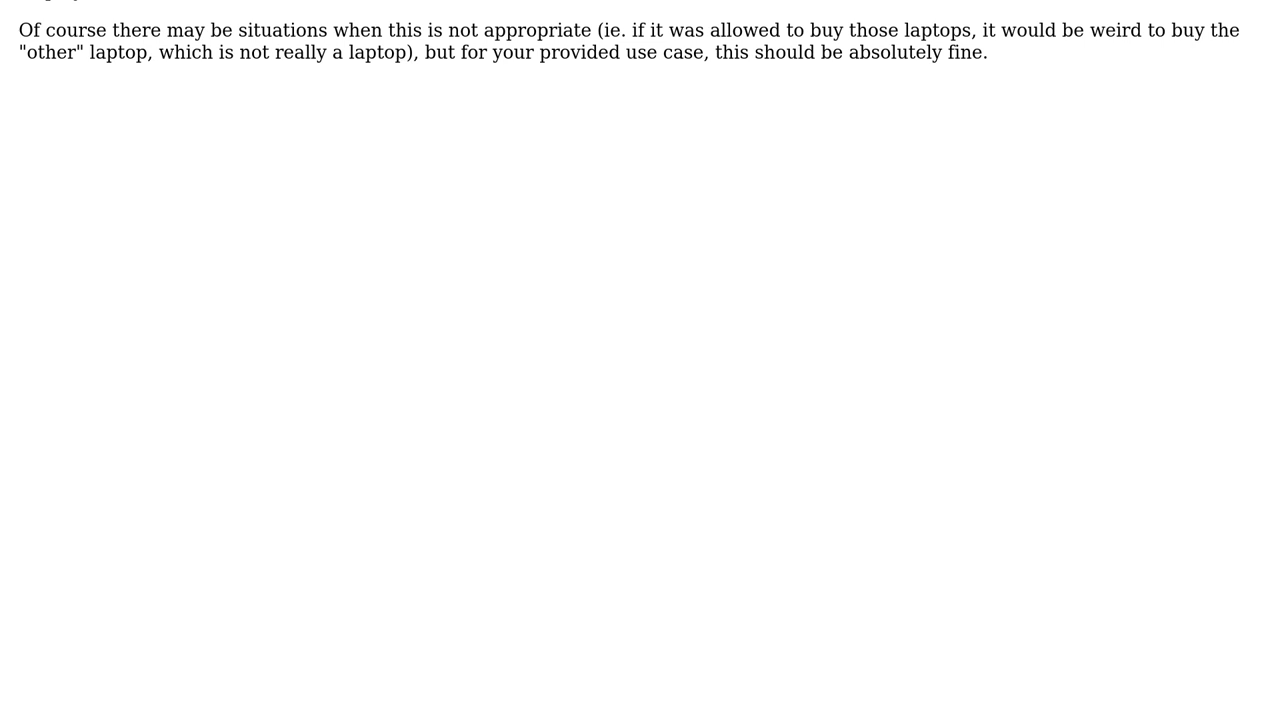 Of course there may be situations when this is not appropriate (ie. if it was allowed to buy those laptops, it would be weird to buy the
"other" laptop, which is not really a laptop), but for your provided use case, this should be absolutely fine.